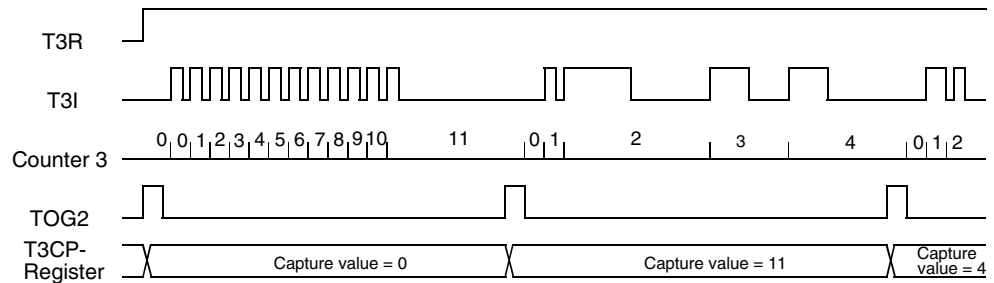 T3R
T3I
0 0 1 2 3 4 5 6 7 8 9 10 11 0 1 2 3 4 0 1 2
Counter 3
TOG2
T3CP-
Register
Capture value = 0
Capture value = 11
Capture
value = 4